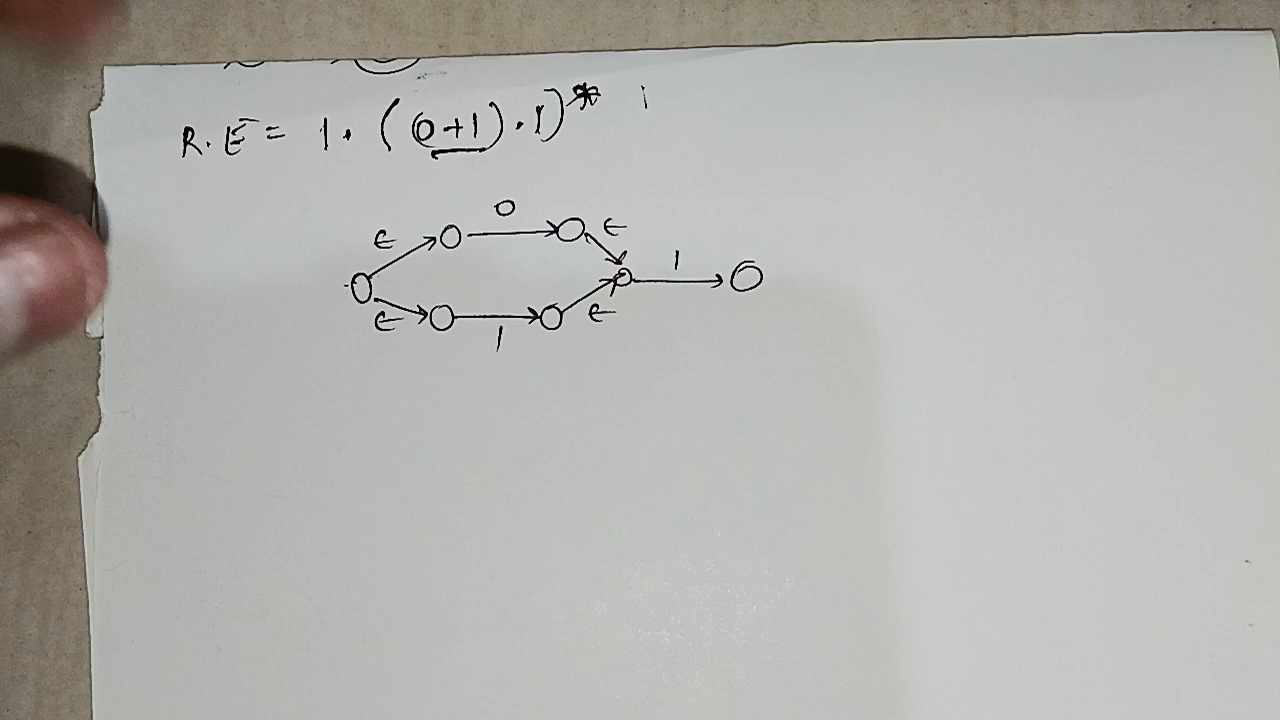 R.E = 1 . ( 0+1 ) . 1 )*
0
ϵ ϵ
1
ϵ ϵ
1